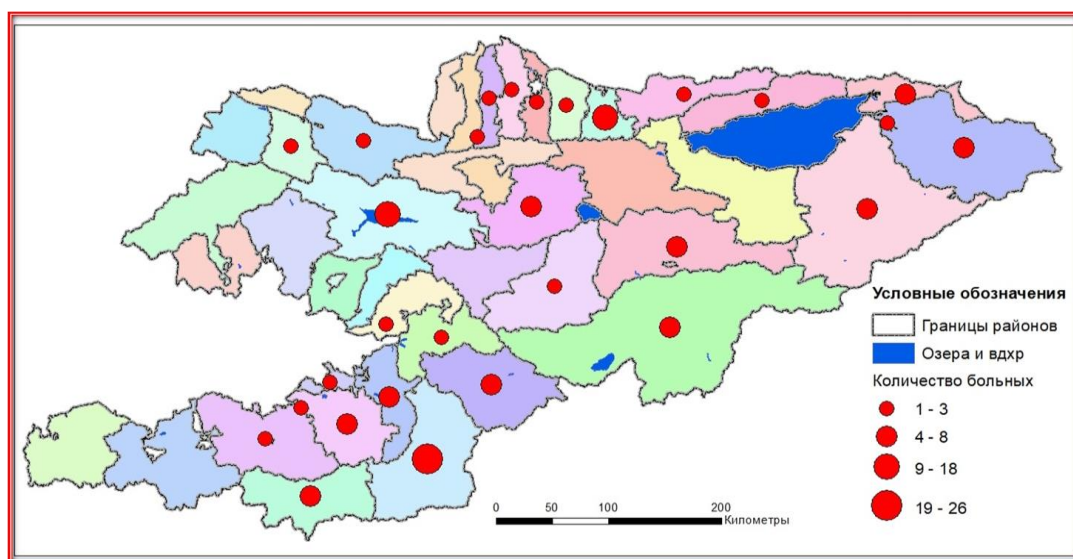 Условные обозначения
Границы районов
Озера и вдхр
Количество больных
1 - 3
4 - 8
9 - 18
19 - 26
0 50 100 200
Километры